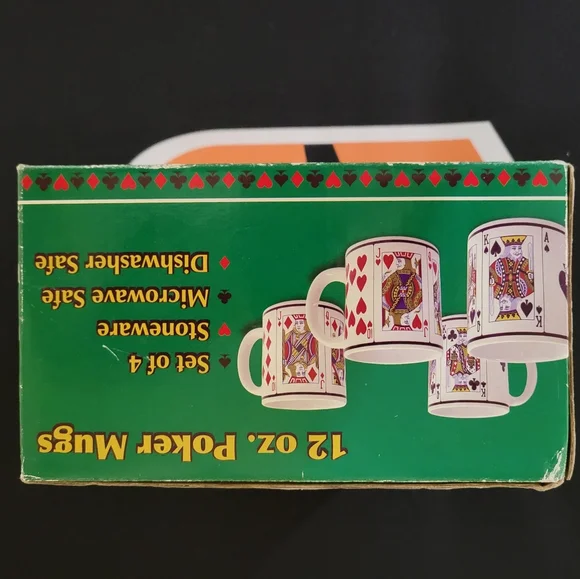 12 oz. Poker Mugs
Set of 4
Stoneware
Microwave Safe
Dishwasher Safe
J
J
K
A
K